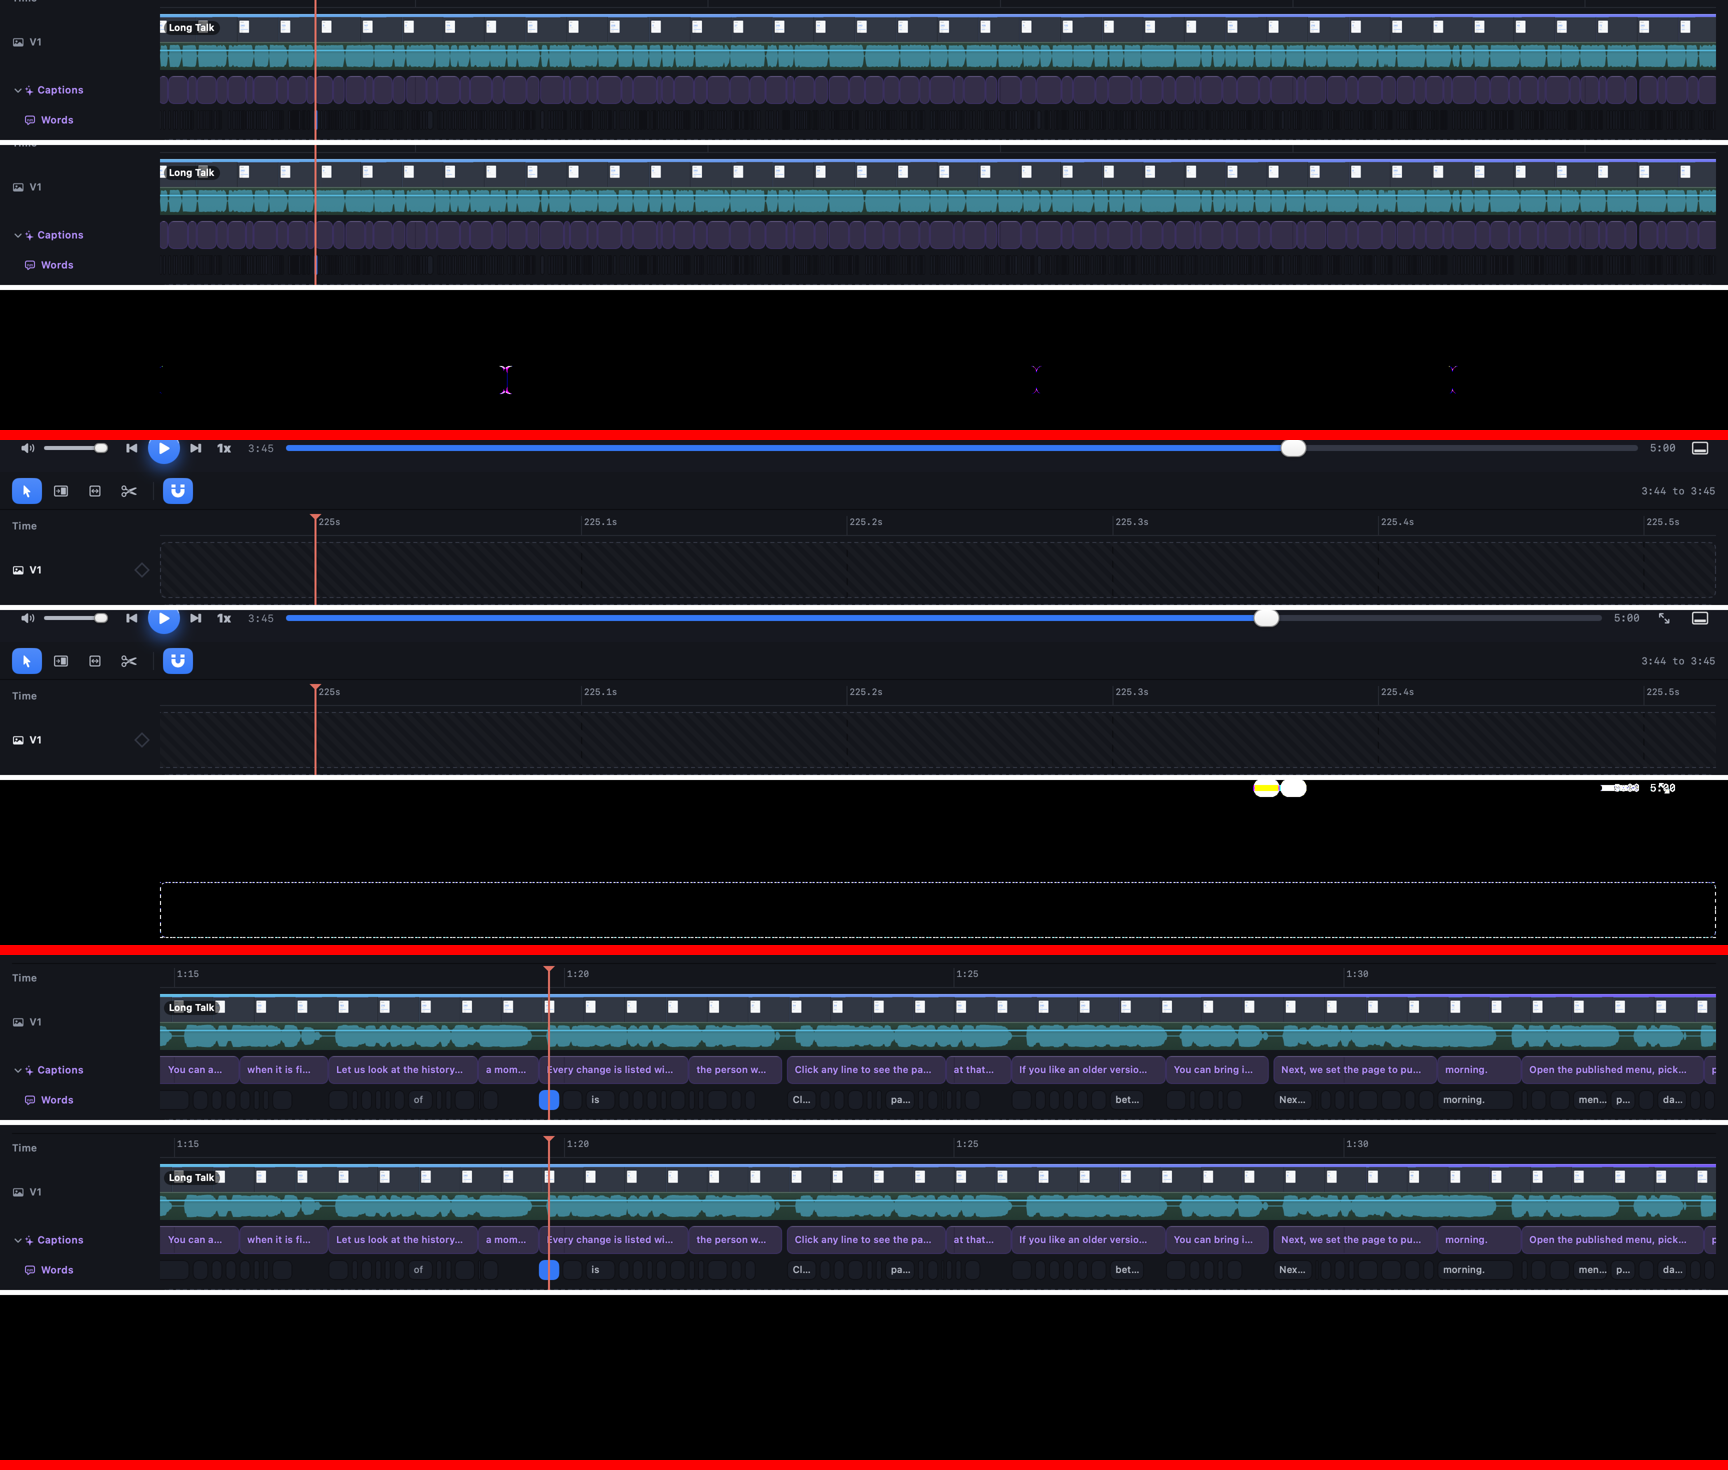 Time
Long Talk
V1
Captions
Words
Time
Long Talk
V1
Captions
Words
1x 3:45 5:00
3:44 to 3:45
Time 225s 225.1s 225.2s 225.3s 225.4s 225.5s
V1
1x 3:45 5:00
3:44 to 3:45
Time 225s 225.1s 225.2s 225.3s 225.4s 225.5s
V1
Time 1:15 1:20 1:25 1:30
Long Talk
V1
Captions You can a... when it is fi... Let us look at the history... a mom... Every change is listed wi... the person w... Click any line to see the pa... at that... If you like an older versio... You can bring i... Next, we set the page to pu... morning. Open the published menu, pick...
Words of is Cl... pa... bet... Nex... morning. men... p... da...
Time 1:15 1:20 1:25 1:30
Long Talk
V1
Captions You can a... when it is fi... Let us look at the history... a mom... Every change is listed wi... the person w... Click any line to see the pa... at that... If you like an older versio... You can bring i... Next, we set the page to pu... morning. Open the published menu, pick...
Words of is Cl... pa... bet... Nex... morning. men... p... da...